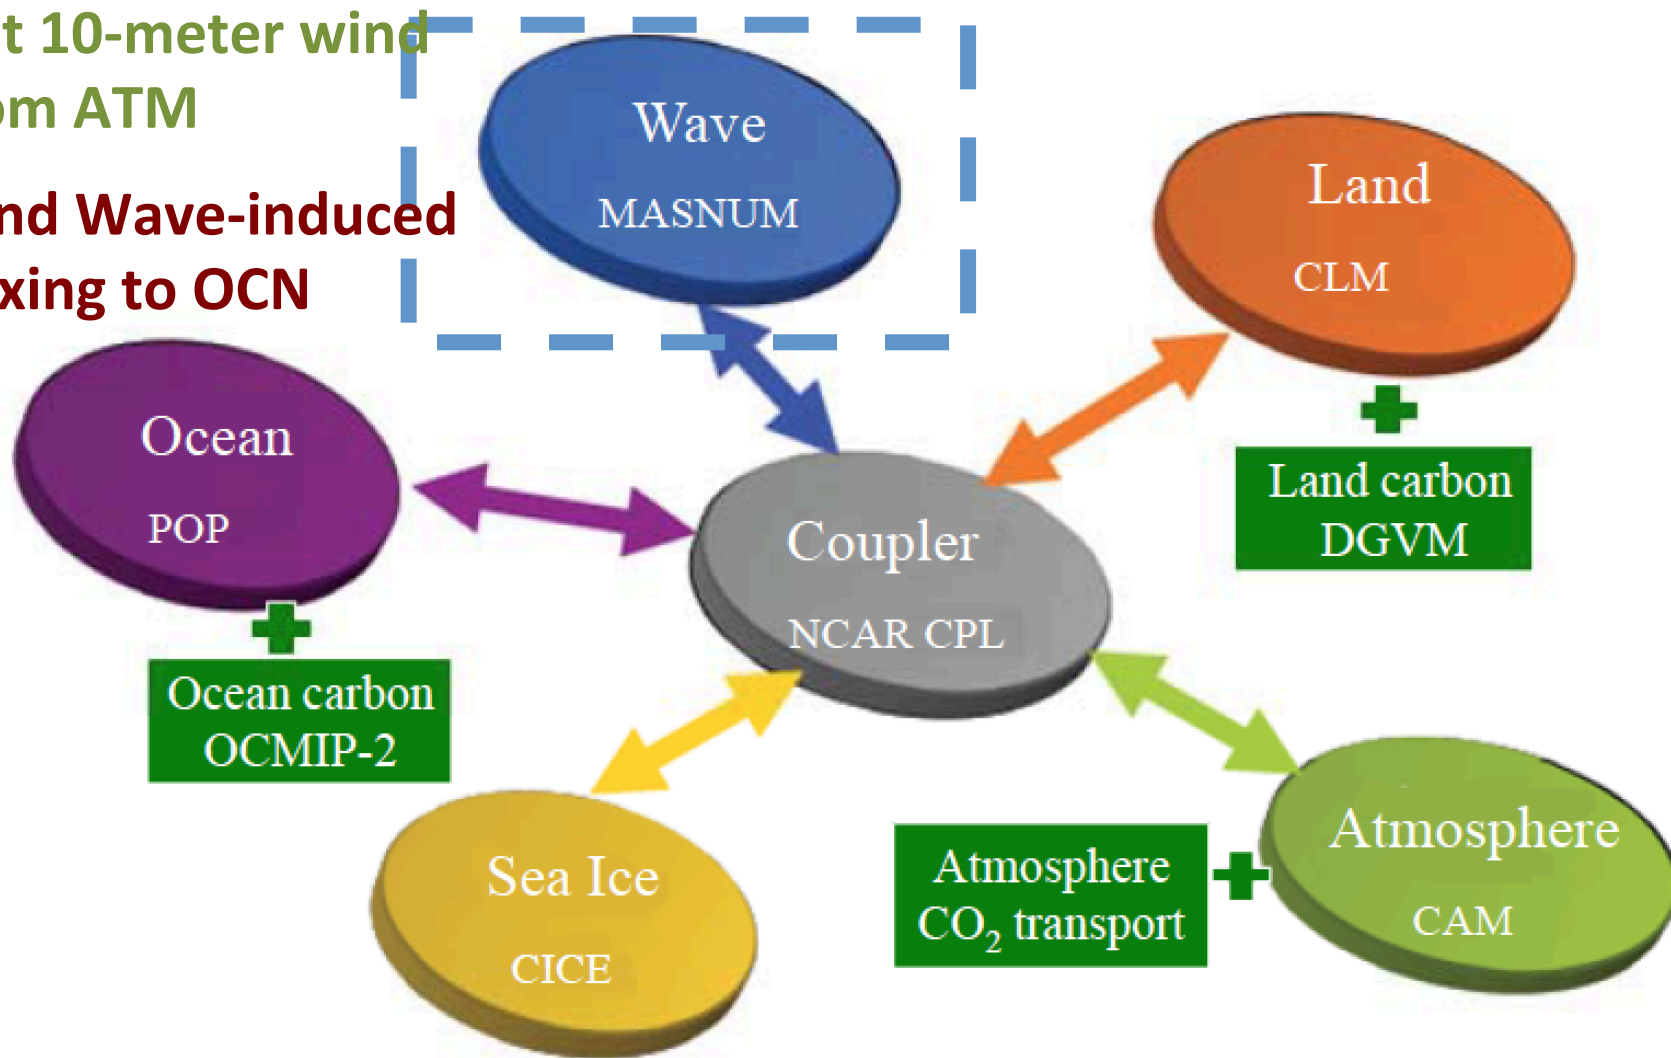 t 10-meter wind
om ATM
nd Wave-induced
xing to OCN
Wave
MASNUM
Land
CLM
Ocean
POP
Land carbon
DGVM
Coupler
NCAR CPL
Ocean carbon
OCMIP-2
Sea Ice
CICE
Atmosphere
CO₂ transport
Atmosphere
CAM